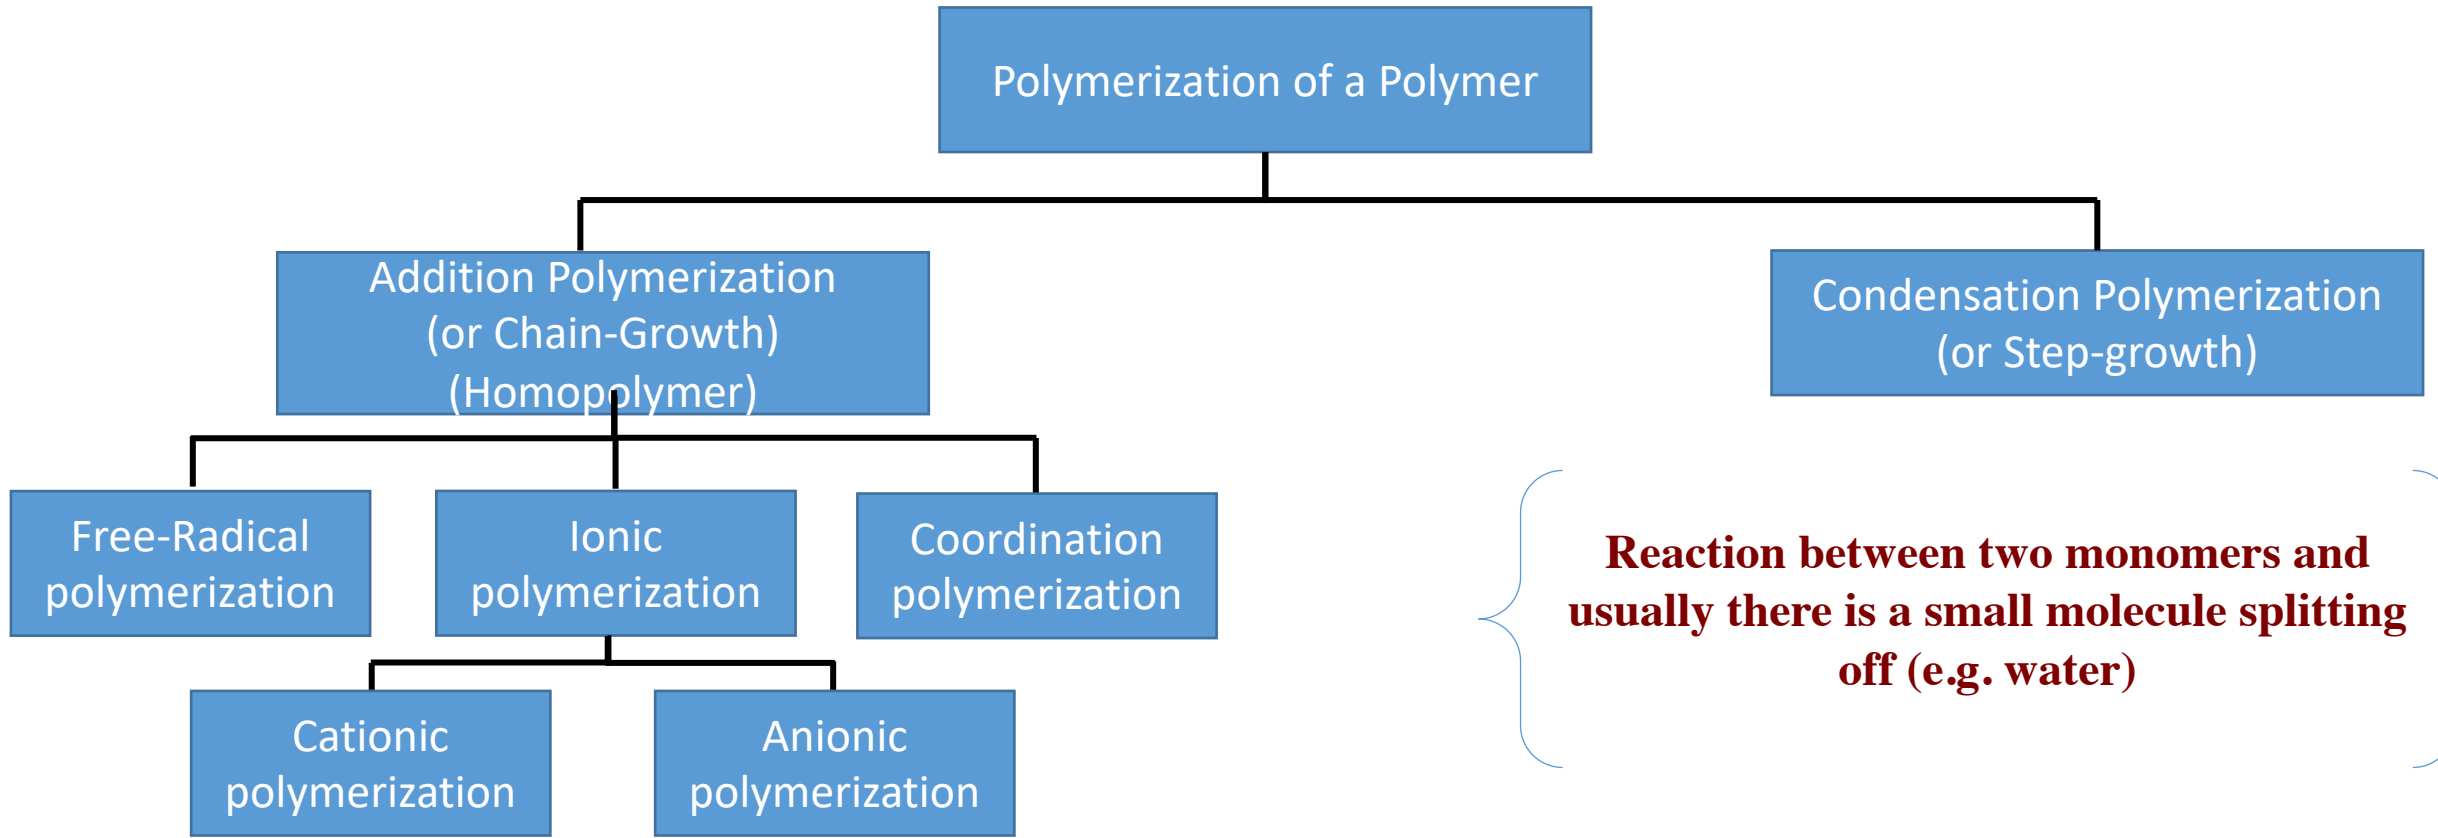 Polymerization of a Polymer
Addition Polymerization
(or Chain-Growth)
(Homopolymer)
Condensation Polymerization
(or Step-growth)
Free-Radical
polymerization
Ionic
polymerization
Coordination
polymerization
Reaction between two monomers and
usually there is a small molecule splitting
off (e.g. water)
Cationic
polymerization
Anionic
polymerization